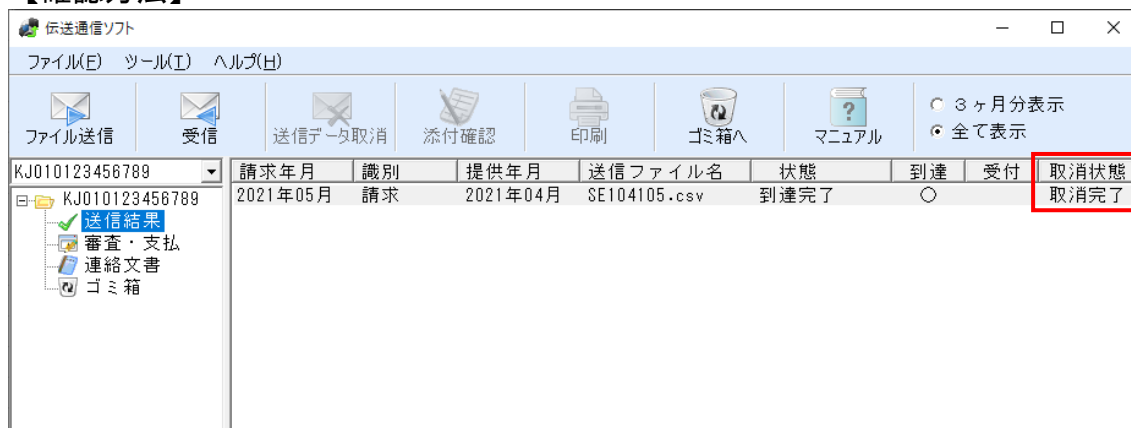 【確認方法】
伝送通信ソフト
ファイル(F) ツール(T) ヘルプ(H)
ファイル送信 受信 送信データ取消 添付確認 印刷 ゴミ箱へ マニュアル
3ヶ月分表示
全て表示
KJ010123456789
請求年月 識別 提供年月 送信ファイル名 状態 到達 受付 取消状態
2021年05月 請求 2021年04月 SE104105.csv 到達完了 ○ 取消完了
KJ010123456789
送信結果
審査・支払
連絡文書
ゴミ箱